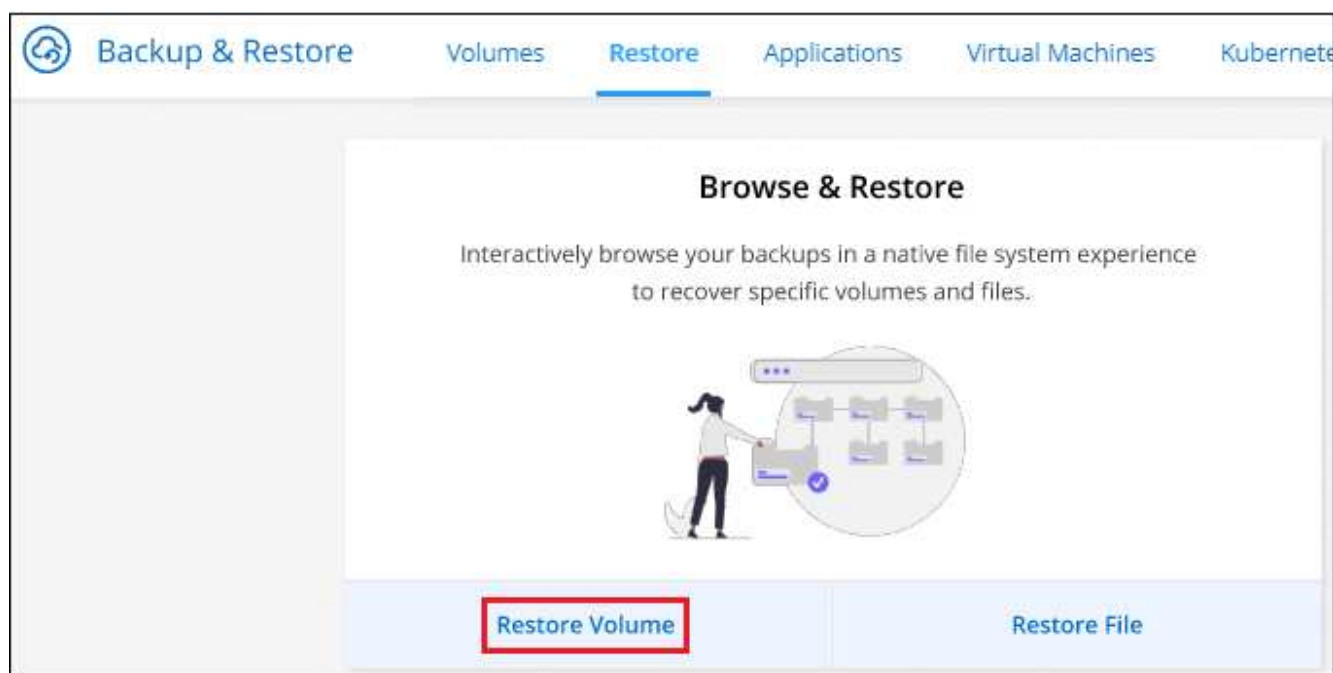 Backup & Restore Volumes Restore Applications Virtual Machines Kubernete
Browse & Restore
Interactively browse your backups in a native file system experience
to recover specific volumes and files.
Restore Volume Restore File